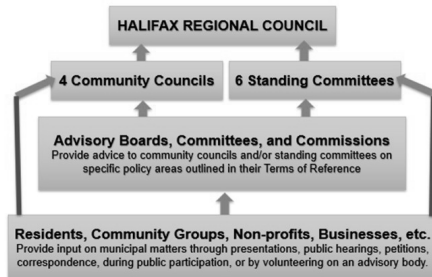 HALIFAX REGIONAL COUNCIL
4 Community Councils
6 Standing Committees
Advisory Boards, Committees, and Commissions
Provide advice to community councils and/or standing committees on
specific policy areas outlined in their Terms of Reference
Residents, Community Groups, Non-profits, Businesses, etc.
Provide input on municipal matters through presentations, public hearings, petitions,
correspondence, during public participation, or by volunteering on an advisory body.